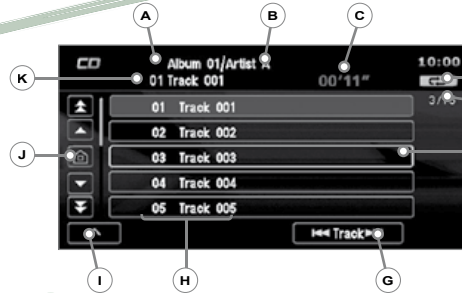 A
B
C
CD
Album 01/Artist A
10:00
K
01 Track 001
00'11"
01 Track 001
02 Track 002
J
03 Track 003
04 Track 004
05 Track 005
Track
I
H
G